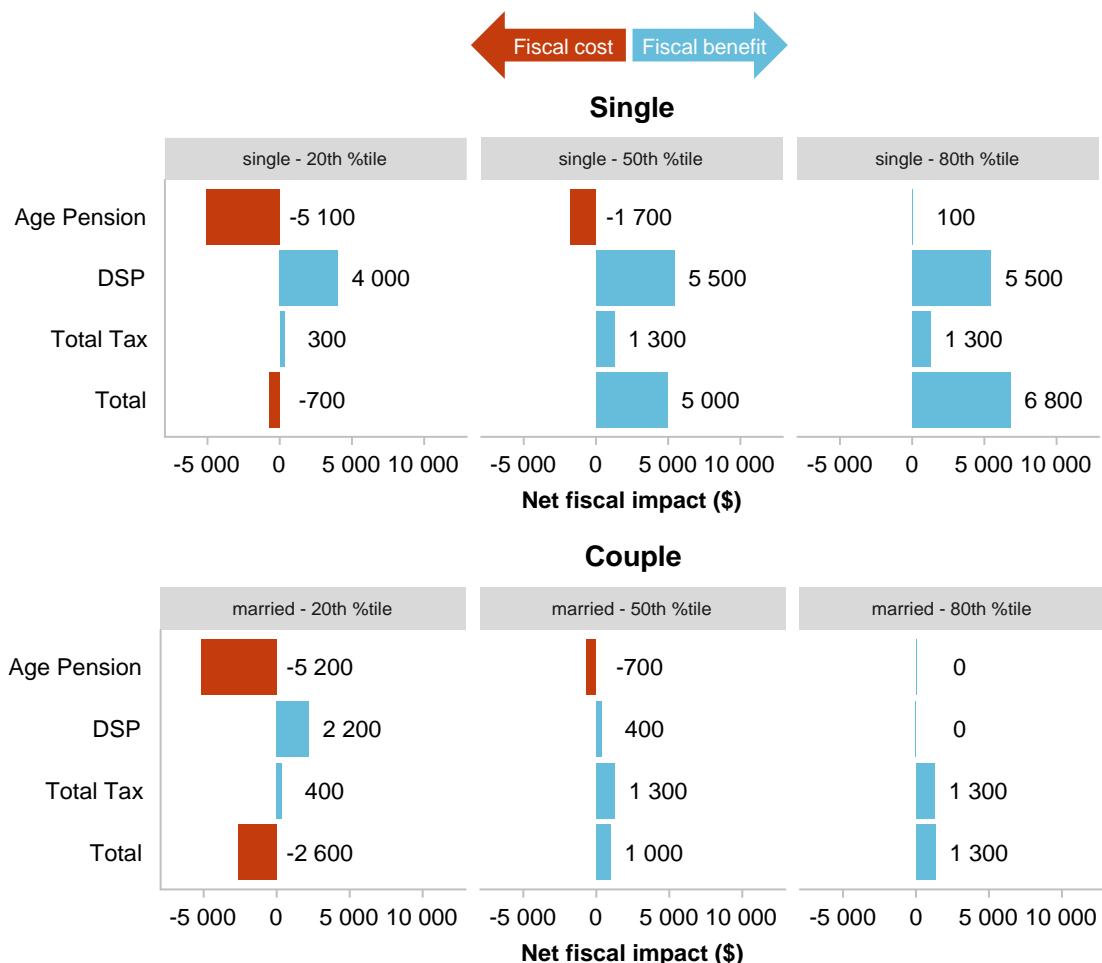 Fiscal cost Fiscal benefit
Single
single - 20th %tile single - 50th %tile single - 80th %tile
Age Pension -5 100 -1 700 100
DSP 4 000 5 500 5 500
Total Tax 300 1 300 1 300
Total -700 5 000 6 800
-5 000 0 5 000 10 000 -5 000 0 5 000 10 000 -5 000 0 5 000 10 000
Net fiscal impact ($)
Couple
married - 20th %tile married - 50th %tile married - 80th %tile
Age Pension -5 200 -700 0
DSP 2 200 400 0
Total Tax 400 1 300 1 300
Total -2 600 1 000 1 300
-5 000 0 5 000 10 000 -5 000 0 5 000 10 000 -5 000 0 5 000 10 000
Net fiscal impact ($)